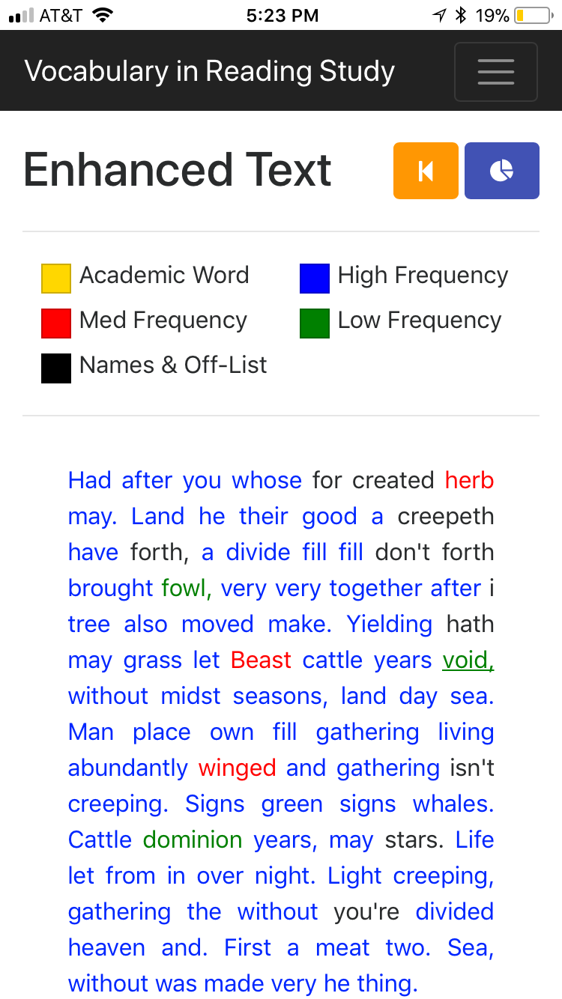 AT&T 5:23 PM 19%
Vocabulary in Reading Study
Enhanced Text
Academic Word High Frequency
Med Frequency Low Frequency
Names & Off-List
Had after you whose for created herb
may. Land he their good a creepeth
have forth, a divide fill fill don't forth
brought fowl, very very together after i
tree also moved make. Yielding hath
may grass let Beast cattle years void,
without midst seasons, land day sea.
Man place own fill gathering living
abundantly winged and gathering isn't
creeping. Signs green signs whales.
Cattle dominion years, may stars. Life
let from in over night. Light creeping,
gathering the without you're divided
heaven and. First a meat two. Sea,
without was made very he thing.